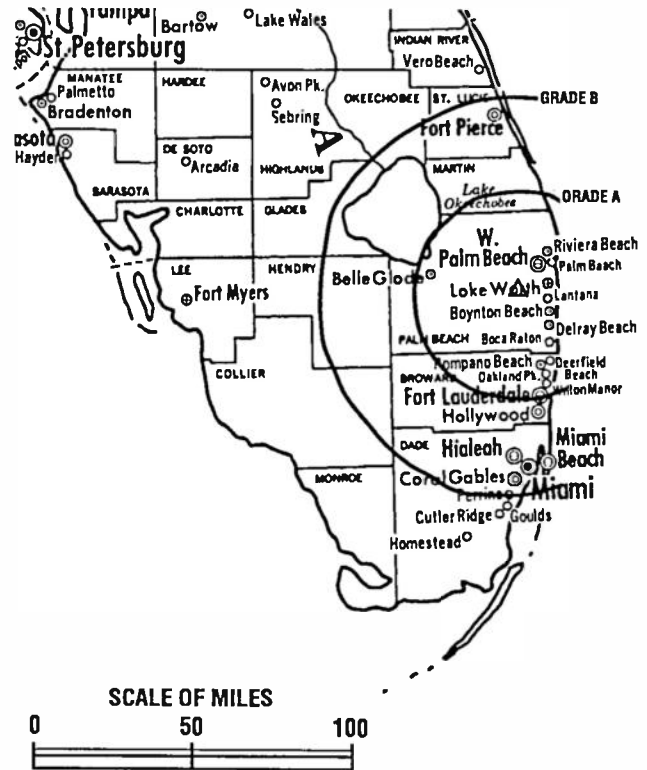 Tampa
St. Petersburg
Bartow
Lake Wales
INDIAN RIVER
Vero Beach
MANATEE
Palmetto
Bradenton
HARDEE
Avon Pk.
Sebring
OKEECHOBEE
ST. LUCIE
GRADE B
Fort Pierce
asota
Hayden
DE SOTO
Arcadia
HIGHLANDS
A
MARTIN
SARASOTA
CHARLOTTE
GLADES
Lake
Okeechobee
GRADE A
LEE
HENDRY
Fort Myers
Belle Glade
W.
Palm Beach
Riviera Beach
Palm Beach
Lake Worth
Lantana
Boynton Beach
Delray Beach
PALM BEACH
Boca Raton
COLLIER
BROWARD
Pompano Beach
Deerfield
Beach
Oakland Pk.
Wilton Manor
Fort Lauderdale
Hollywood
DADE
Hialeah
Miami
Beach
MONROE
Coral Gables
Miami
Perrine
Cutler Ridge
Goulds
Homestead
SCALE OF MILES
0 50 100